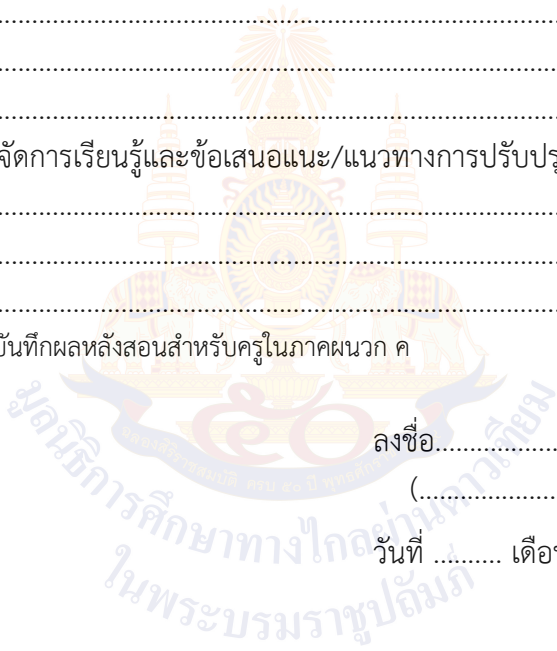 ....................................................................................................
....................................................................................................
....................................................................................................
จัดการเรียนรู้และข้อเสนอแนะ/แนวทางการปรับปรุ
....................................................................................................
....................................................................................................
....................................................................................................
บันทึกผลหลังสอนสำหรับครูในภาคผนวก ค
ลงชื่อ....................
(.......................
วันที่ .......... เดือ
มูลนิธิการศึกษาทางไกลผ่านดาวเทียม
ในพระบรมราชูปถัมภ์